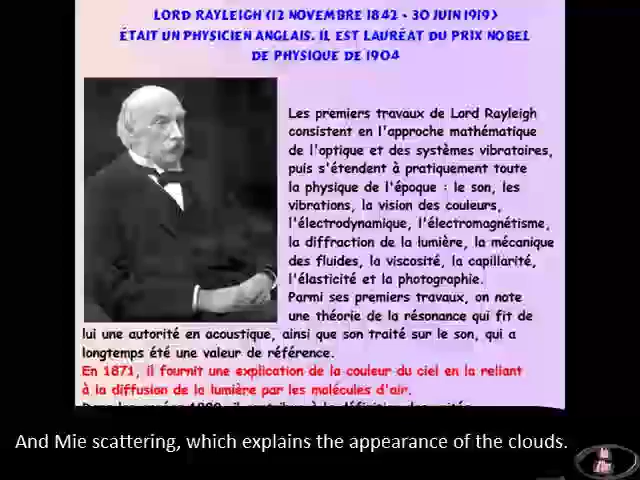 LORD RAYLEIGH (12 NOVEMBRE 1842 - 30 JUIN 1919)
ÉTAIT UN PHYSICIEN ANGLAIS. IL EST LAURÉAT DU PRIX NOBEL
DE PHYSIQUE DE 1904
Les premiers travaux de Lord Rayleigh
consistent en l'approche mathématique
de l'optique et des systèmes vibratoires,
puis s'étendent à pratiquement toute
la physique de l'époque : le son, les
vibrations, la vision des couleurs,
l'électrodynamique, l'électromagnétisme,
la diffraction de la lumière, la mécanique
des fluides, la viscosité, la capillarité,
l'élasticité et la photographie.
Parmi ses premiers travaux, on note
une théorie de la résonance qui fit de
lui une autorité en acoustique, ainsi que son traité sur le son, qui a
longtemps été une valeur de référence.
En 1871, il fournit une explication de la couleur du ciel en la reliant
à la diffusion de la lumière par les molécules d'air.
And Mie scattering, which explains the appearance of the clouds.